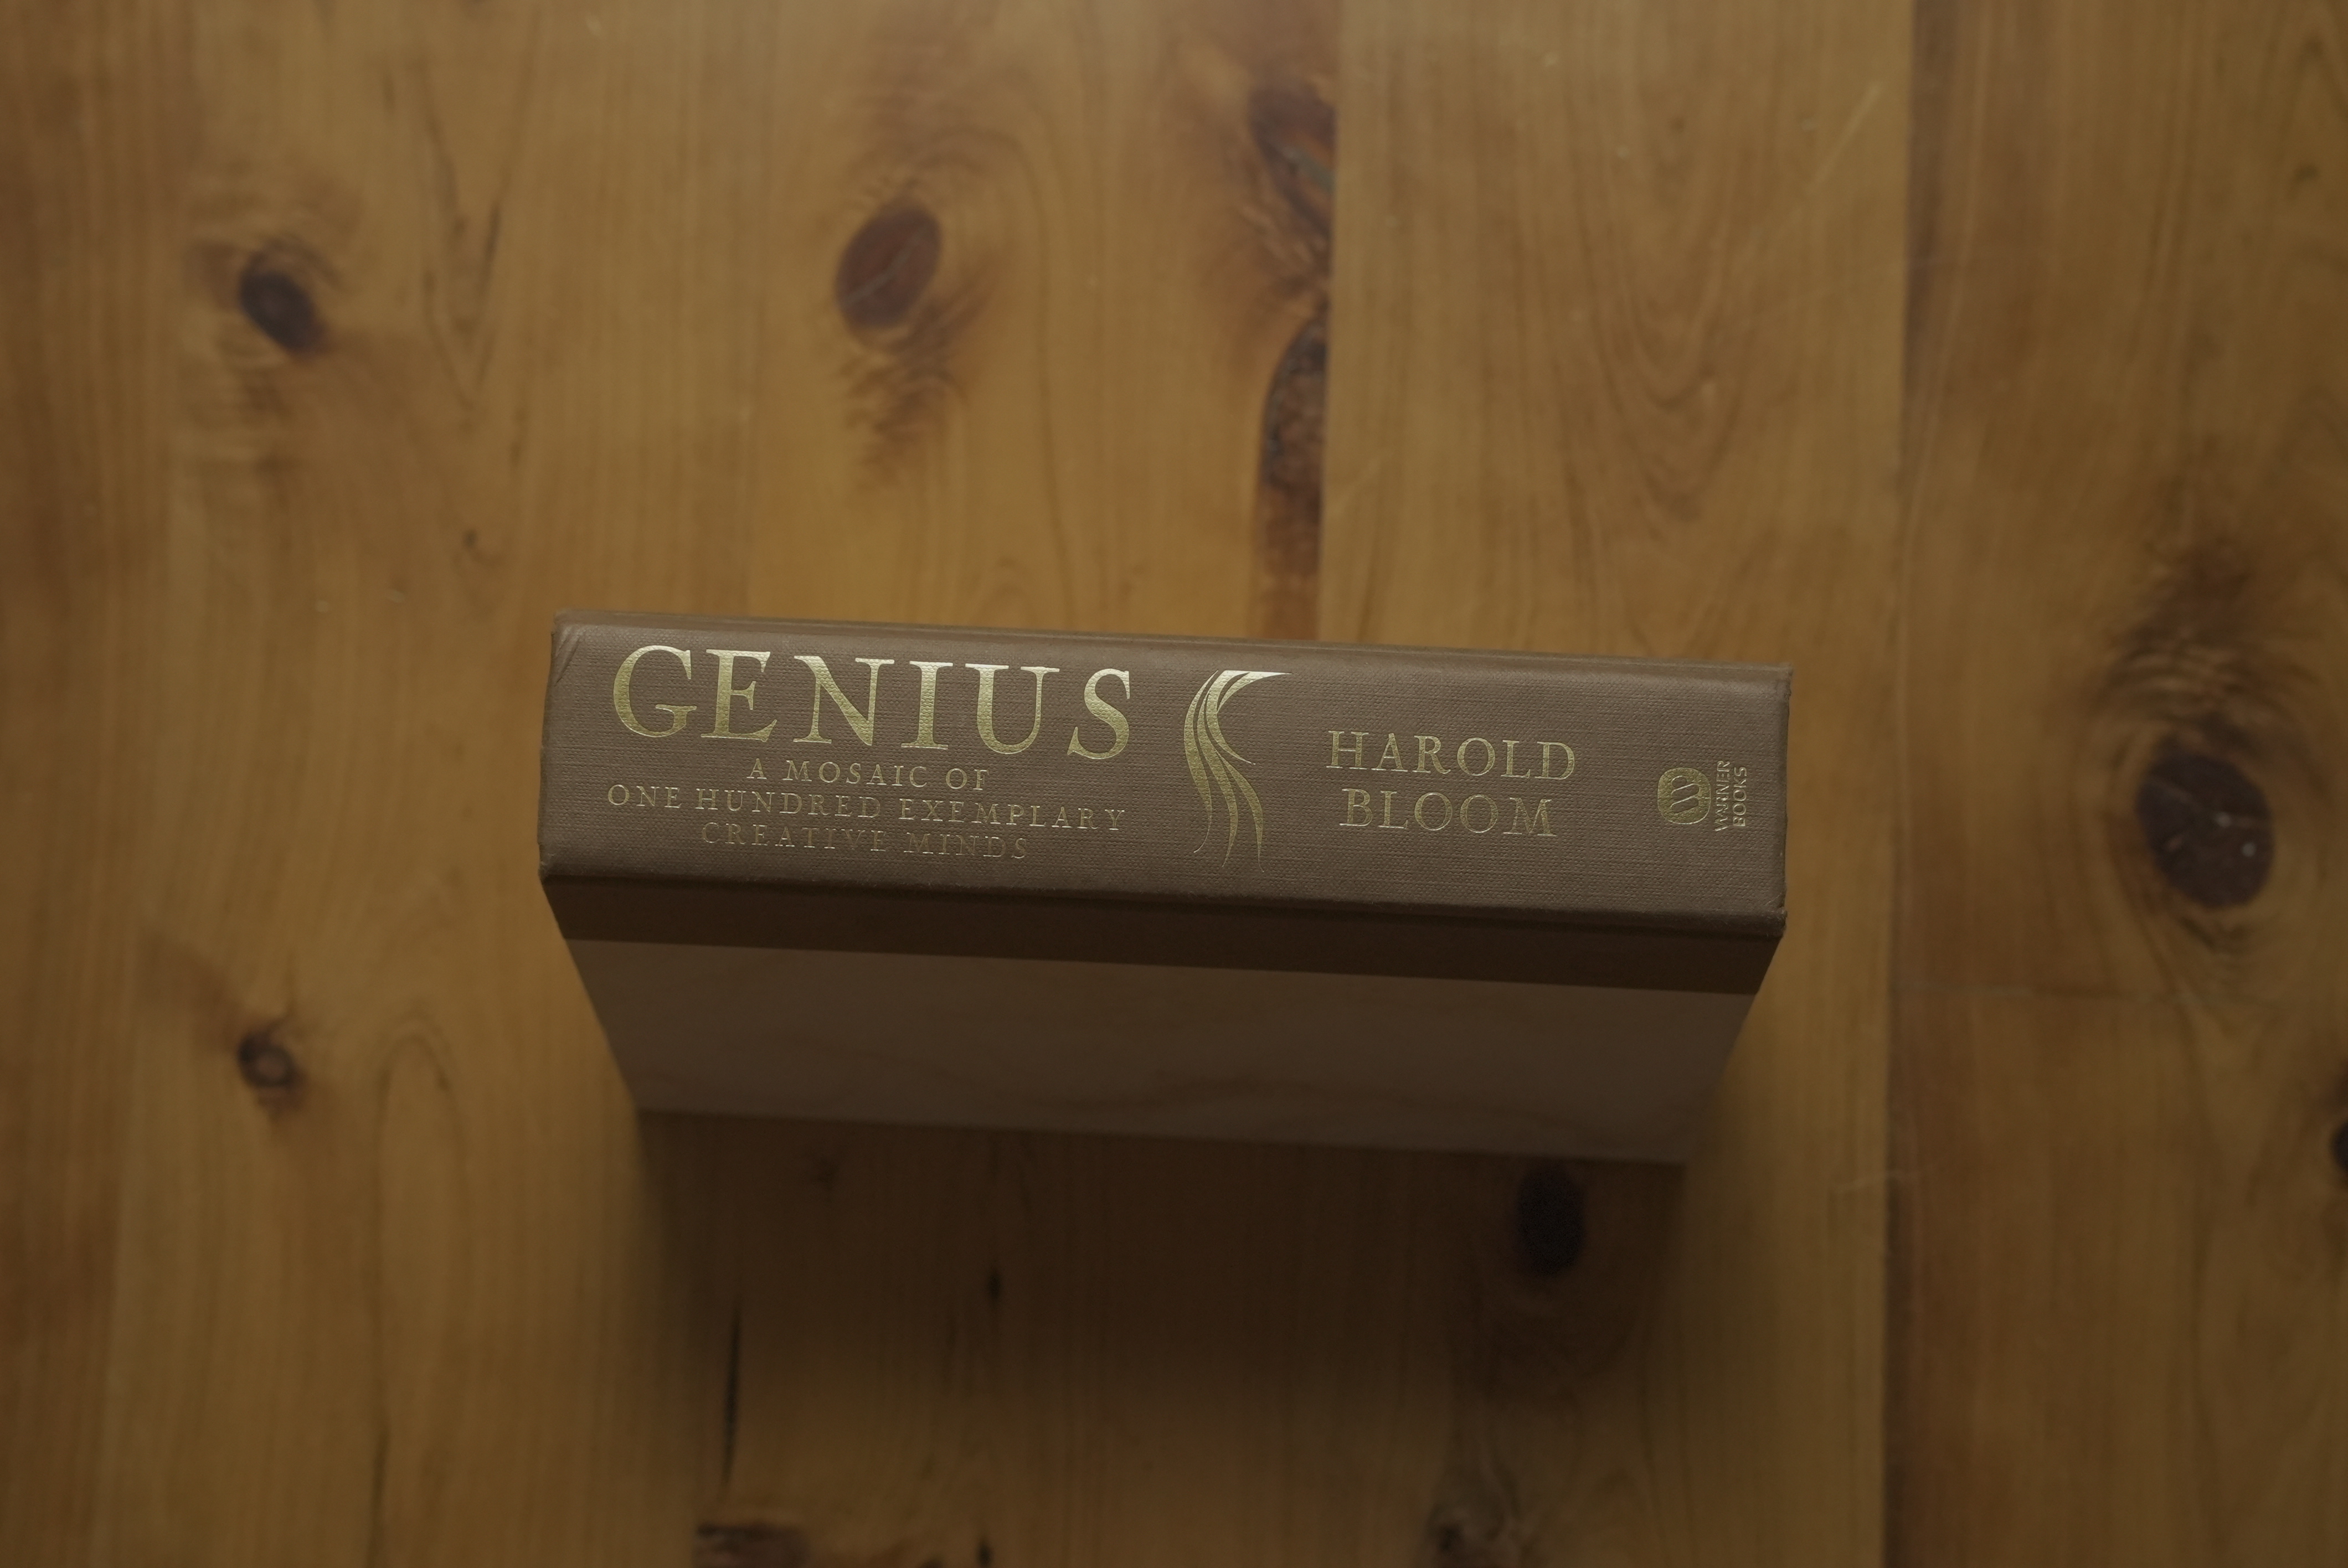 GENIUS
A MOSAIC OF
ONE HUNDRED EXEMPLARY
CREATIVE MINDS
HAROLD
BLOOM
WARNER
BOOKS